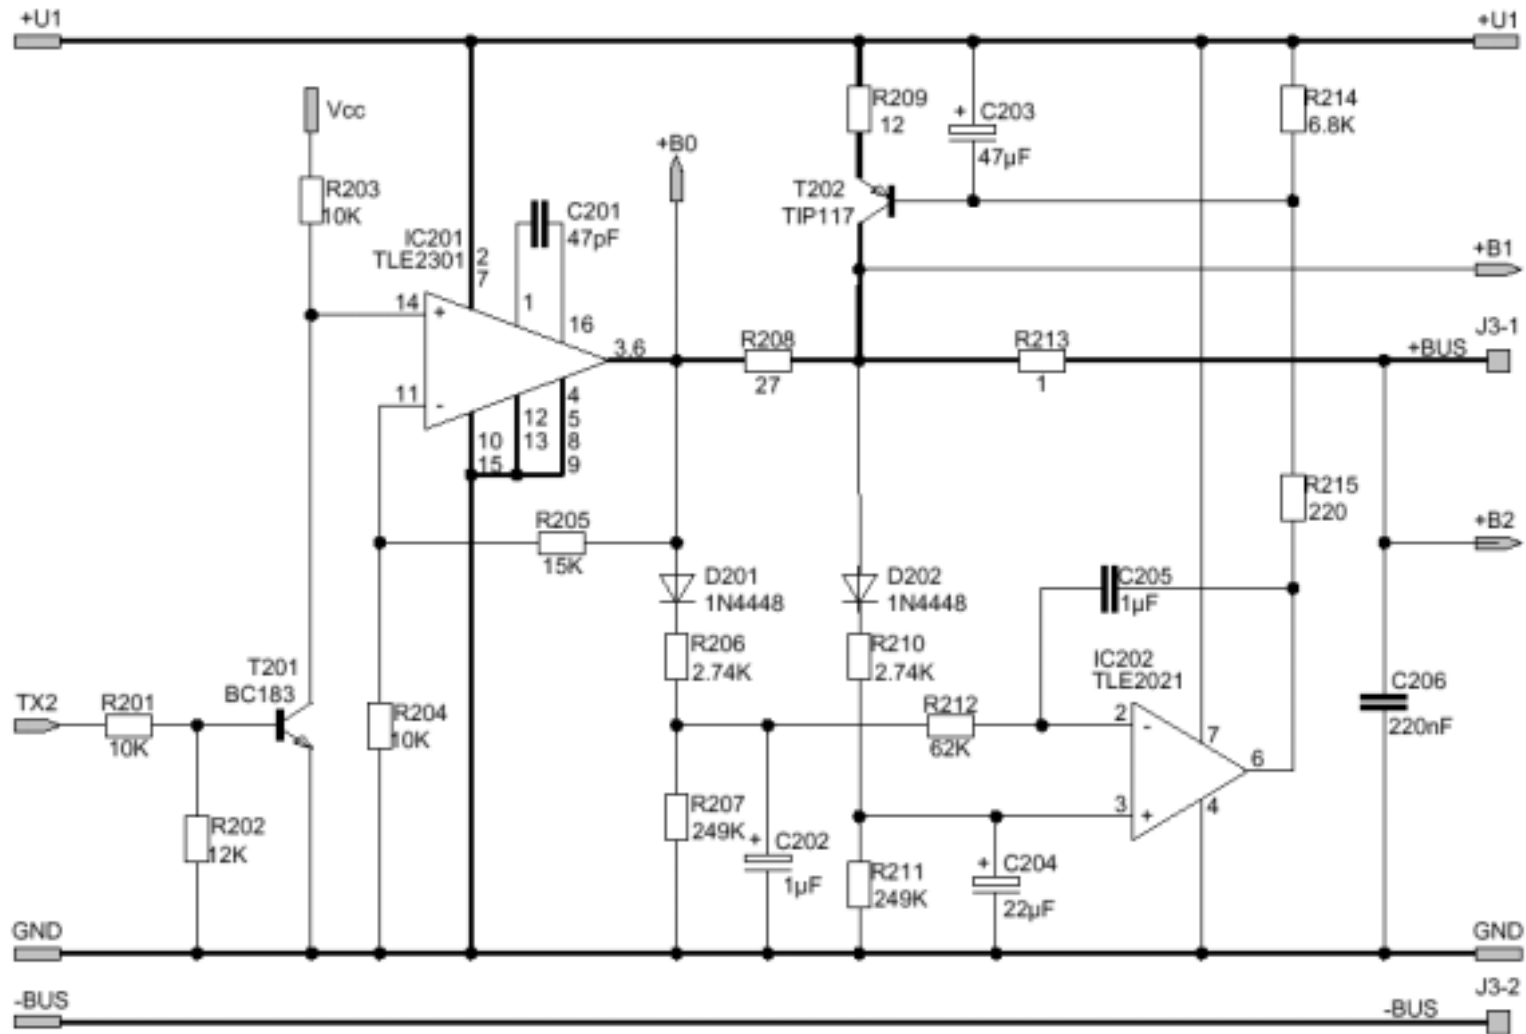 +U1
+U1
Vcc
R209
12
+
C203
47µF
R214
6.8K
+B0
R203
10K
T202
TIP117
C201
47pF
IC201
TLE2301
2
7
+B1
14
+
1
16
3.6
R208
27
R213
1
+BUS
J3-1
11
-
4
5
8
9
12
13
10
15
R205
15K
R215
220
+B2
D201
1N4448
D202
1N4448
C205
1µF
R206
2.74K
R210
2.74K
IC202
TLE2021
T201
BC183
TX2
R201
10K
R204
10K
R212
62K
2
-
7
6
C206
220nF
R207
249K
3
+
4
R202
12K
+
C202
1µF
R211
249K
+
C204
22µF
GND
GND
-BUS
-BUS
J3-2